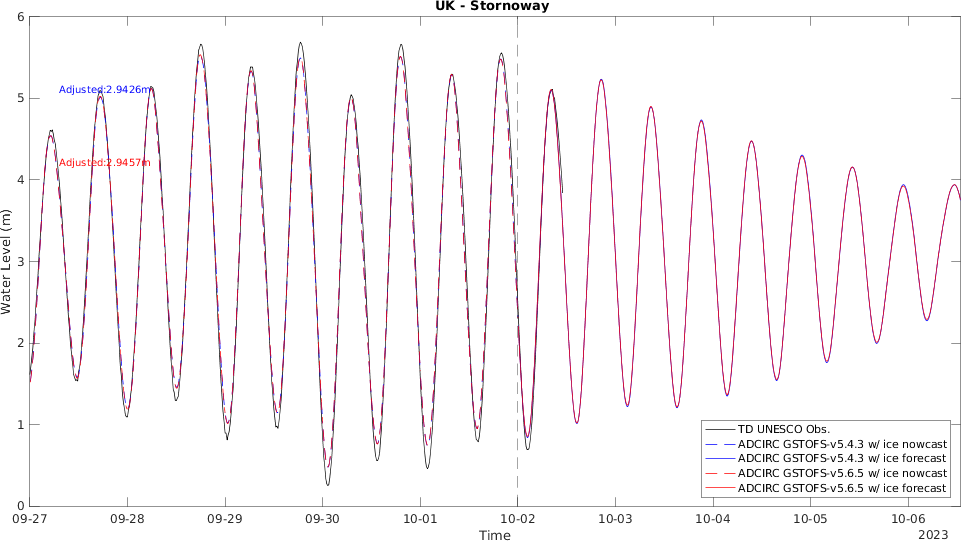 UK - Stornoway
6
5
4
3
2
1
0
Water Level (m)
Adjusted:2.9426m
Adjusted:2.9457m
TD UNESCO Obs.
ADCIRC GSTOFS-v5.4.3 w/ ice nowcast
ADCIRC GSTOFS-v5.4.3 w/ ice forecast
ADCIRC GSTOFS-v5.6.5 w/ ice nowcast
ADCIRC GSTOFS-v5.6.5 w/ ice forecast
09-27 09-28 09-29 09-30 10-01 10-02 10-03 10-04 10-05 10-06
Time
2023